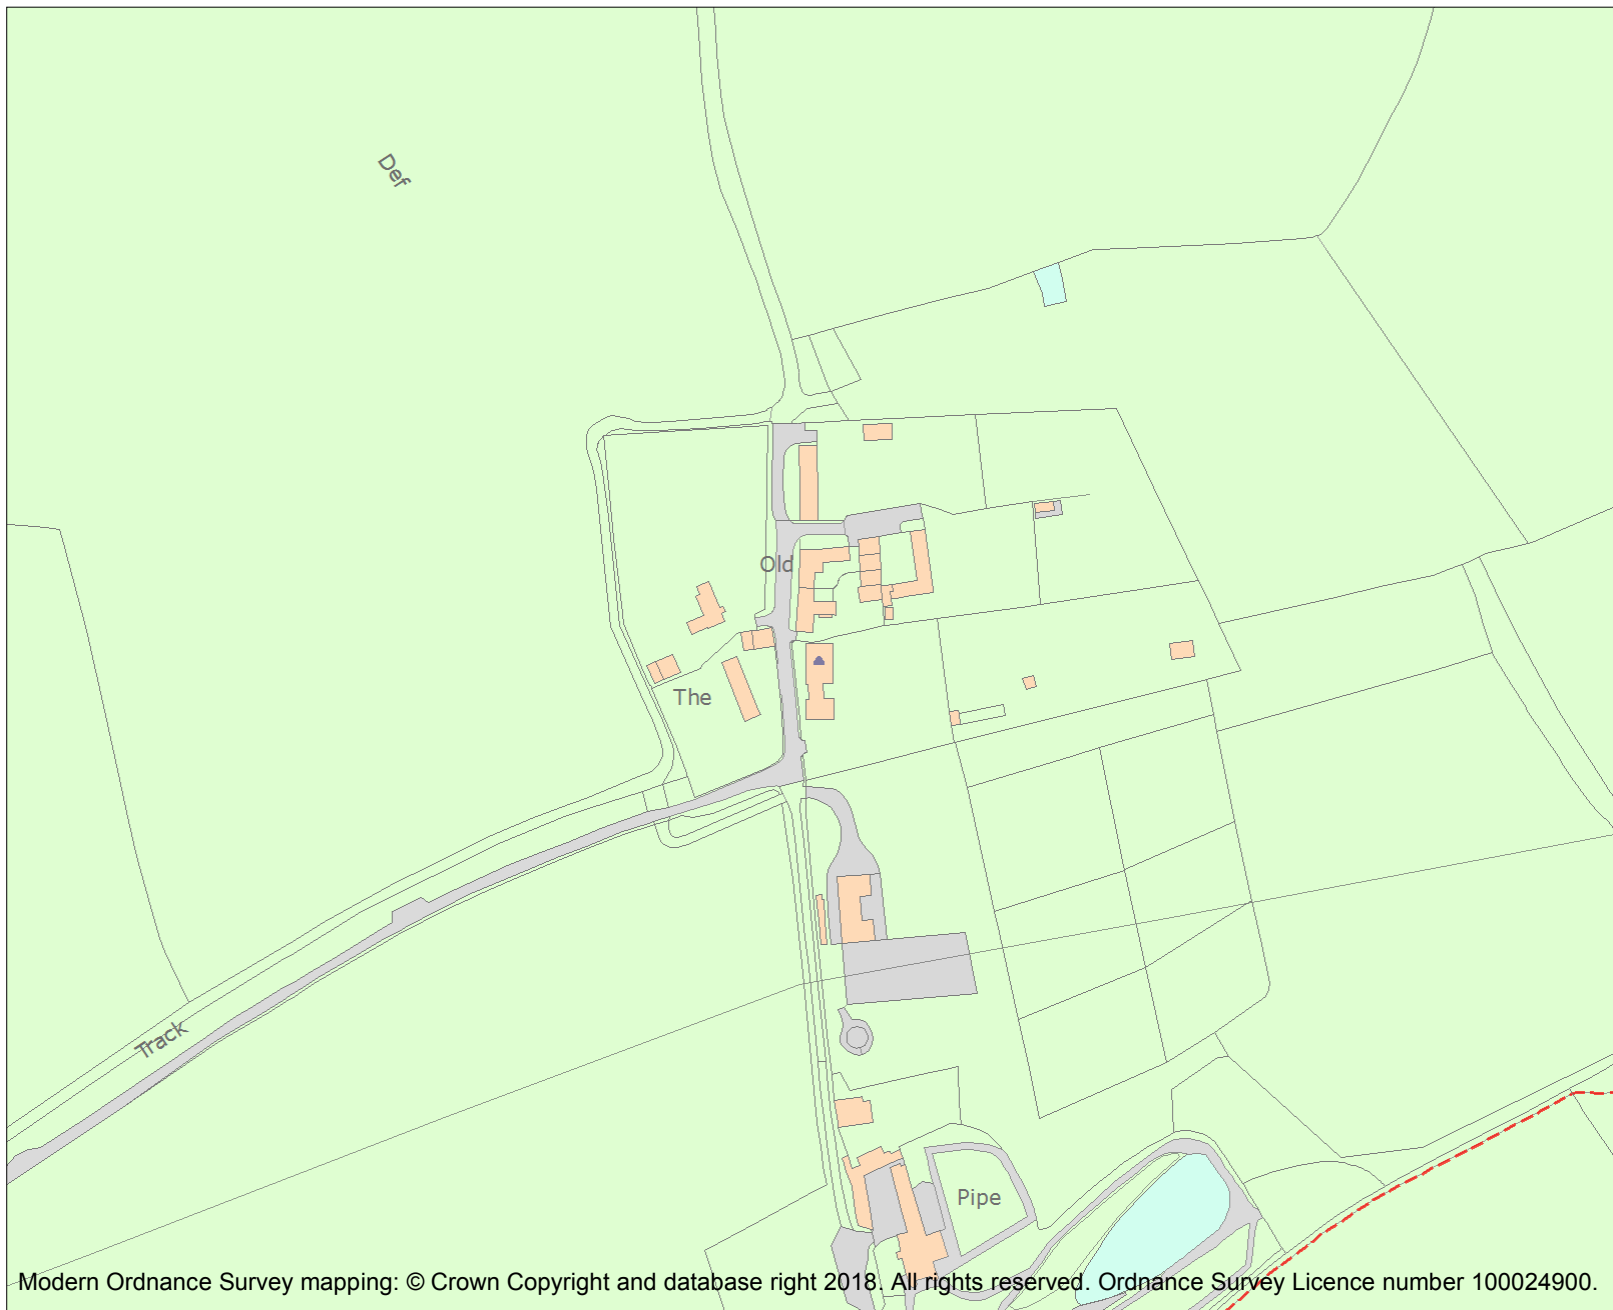 Def
Old
The
Track
Pipe
Modern Ordnance Survey mapping: © Crown Copyright and database right 2018. All rights reserved. Ordnance Survey Licence number 100024900.